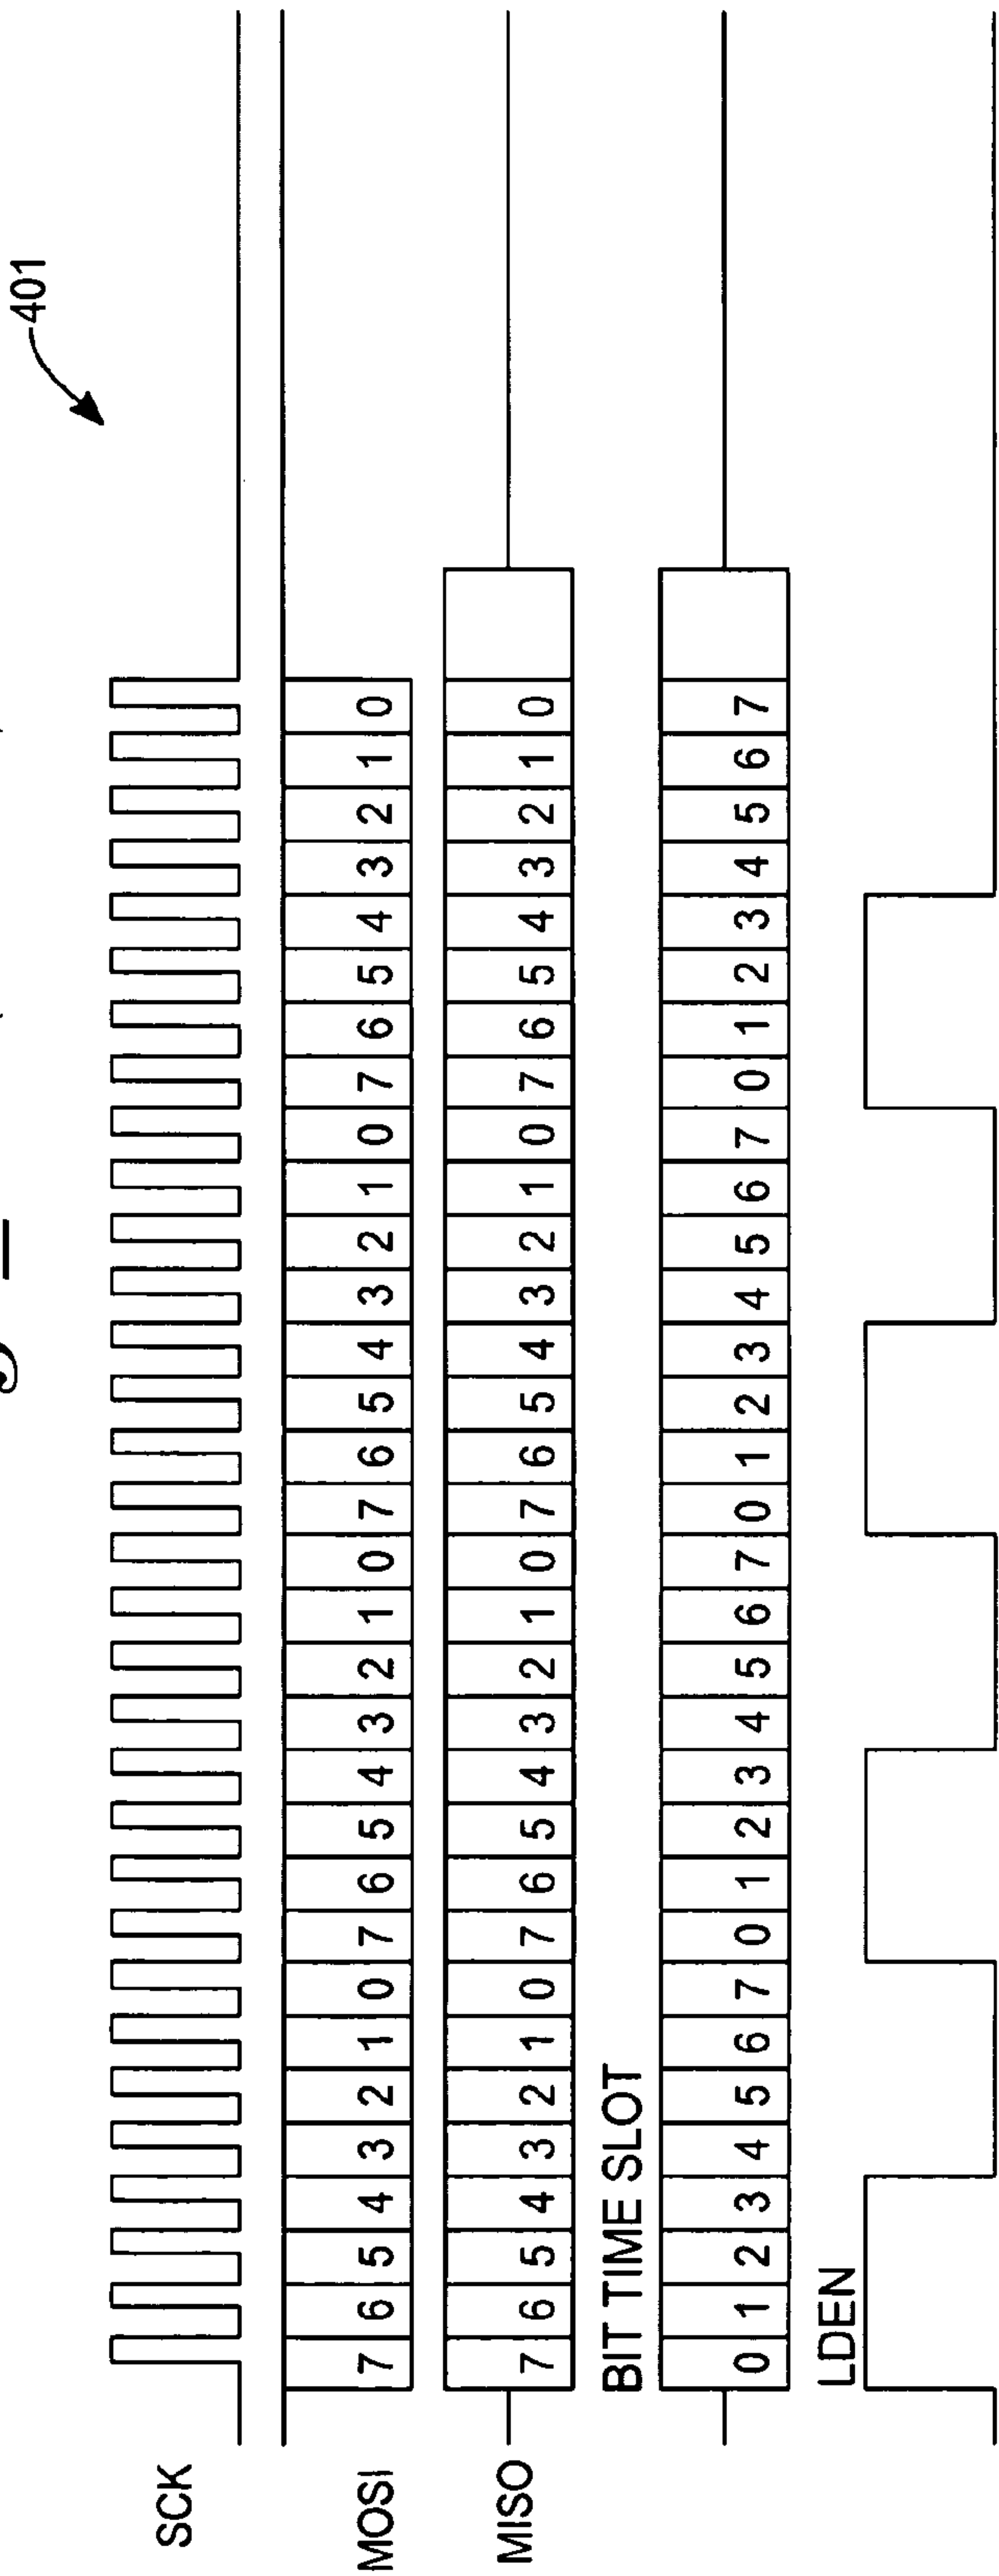 401
SCK
MOSI
7 6 5 4 3 2 1 0 7 6 5 4 3 2 1 0 7 6 5 4 3 2 1 0 7 6 5 4 3 2 1 0
MISO
7 6 5 4 3 2 1 0 7 6 5 4 3 2 1 0 7 6 5 4 3 2 1 0 7 6 5 4 3 2 1 0
BIT TIME SLOT
0 1 2 3 4 5 6 7 0 1 2 3 4 5 6 7 0 1 2 3 4 5 6 7 0 1 2 3 4 5 6 7
LDEN